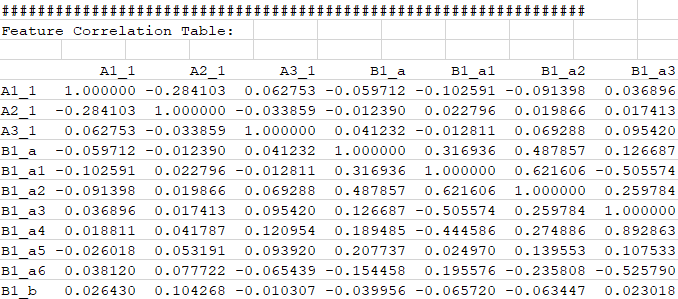 #################################################################
Feature Correlation Table:
A1_1 A2_1 A3_1 B1_a B1_a1 B1_a2 B1_a3
A1_1 1.000000 -0.284103 0.062753 -0.059712 -0.102591 -0.091398 0.036896
A2_1 -0.284103 1.000000 -0.033859 -0.012390 0.022796 0.019866 0.017413
A3_1 0.062753 -0.033859 1.000000 0.041232 -0.012811 0.069288 0.095420
B1_a -0.059712 -0.012390 0.041232 1.000000 0.316936 0.487857 0.126687
B1_a1 -0.102591 0.022796 -0.012811 0.316936 1.000000 0.621606 -0.505574
B1_a2 -0.091398 0.019866 0.069288 0.487857 0.621606 1.000000 0.259784
B1_a3 0.036896 0.017413 0.095420 0.126687 -0.505574 0.259784 1.000000
B1_a4 0.018811 0.041787 0.120954 0.189485 -0.444586 0.274886 0.892863
B1_a5 -0.026018 0.053191 0.093920 0.207737 0.024970 0.139553 0.107533
B1_a6 0.038120 0.077722 -0.065439 -0.154458 0.195576 -0.235808 -0.525790
B1_b 0.026430 0.104268 -0.010307 -0.039956 -0.065720 -0.063447 0.023018